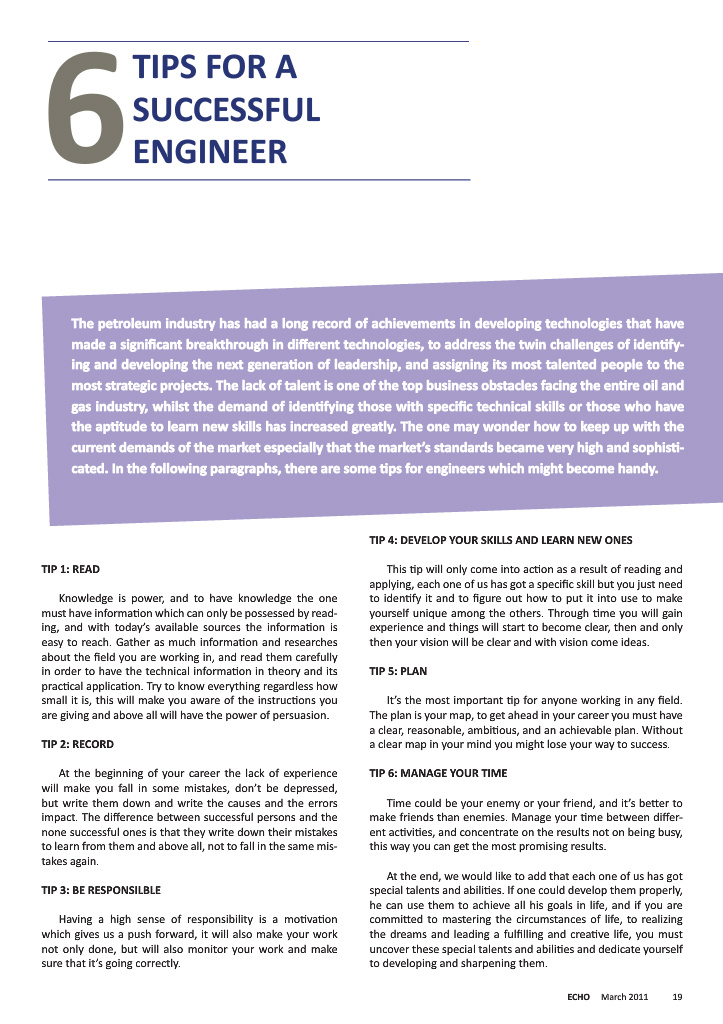 6
TIPS FOR A
SUCCESSFUL
ENGINEER
The petroleum industry has had a long record of achievements in developing technologies that have
made a significant breakthrough in different technologies, to address the twin challenges of identify-
ing and developing the next generation of leadership, and assigning its most talented people to the
most strategic projects. The lack of talent is one of the top business obstacles facing the entire oil and
gas industry, whilst the demand of identifying those with specific technical skills or those who have
the aptitude to learn new skills has increased greatly. The one may wonder how to keep up with the
current demands of the market especially that the market's standards became very high and sophisti-
cated. In the following paragraphs, there are some tips for engineers which might become handy.
TIP 1: READ
Knowledge is power, and to have knowledge the one
must have information which can only be possessed by read-
ing, and with today's available sources the information is
easy to reach. Gather as much information and researches
about the field you are working in, and read them carefully
in order to have the technical information in theory and its
practical application. Try to know everything regardless how
small it is, this will make you aware of the instructions you
are giving and above all will have the power of persuasion.
TIP 2: RECORD
At the beginning of your career the lack of experience
will make you fall in some mistakes, don't be depressed,
but write them down and write the causes and the errors
impact. The difference between successful persons and the
none successful ones is that they write down their mistakes
to learn from them and above all, not to fall in the same mis-
takes again.
TIP 3: BE RESPONSILBLE
Having a high sense of responsibility is a motivation
which gives us a push forward, it will also make your work
not only done, but will also monitor your work and make
sure that it's going correctly.
TIP 4: DEVELOP YOUR SKILLS AND LEARN NEW ONES
This tip will only come into action as a result of reading and
applying, each one of us has got a specific skill but you just need
to identify it and to figure out how to put it into use to make
yourself unique among the others. Through time you will gain
experience and things will start to become clear, then and only
then your vision will be clear and with vision come ideas.
TIP 5: PLAN
It's the most important tip for anyone working in any field.
The plan is your map, to get ahead in your career you must have
a clear, reasonable, ambitious, and an achievable plan. Without
a clear map in your mind you might lose your way to success.
TIP 6: MANAGE YOUR TIME
Time could be your enemy or your friend, and it's better to
make friends than enemies. Manage your time between differ-
ent activities, and concentrate on the results not on being busy,
this way you can get the most promising results.
At the end, we would like to add that each one of us has got
special talents and abilities. If one could develop them properly,
he can use them to achieve all his goals in life, and if you are
committed to mastering the circumstances of life, to realizing
the dreams and leading a fulfilling and creative life, you must
uncover these special talents and abilities and dedicate yourself
to developing and sharpening them.
ECHO March 2011 19